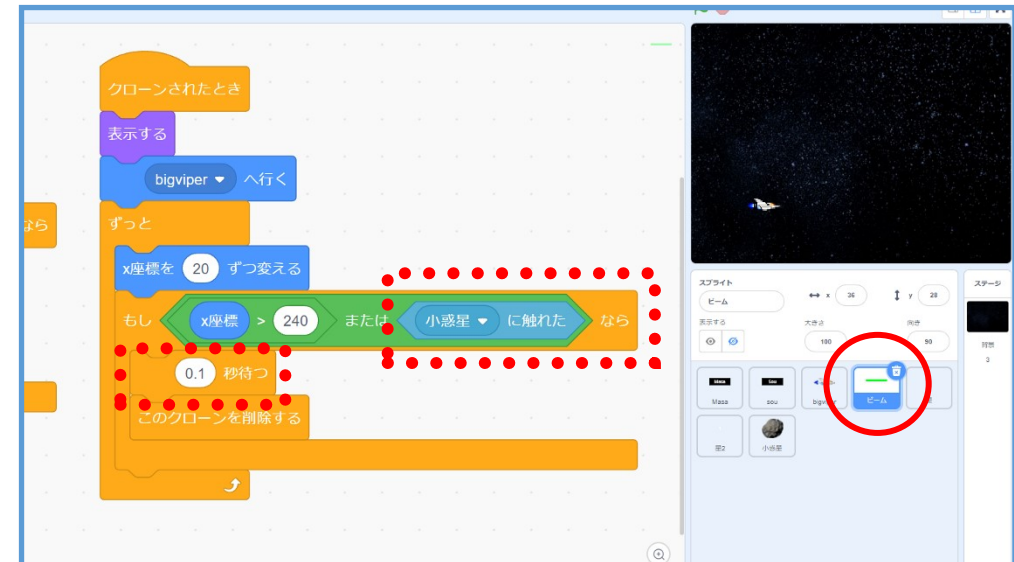 クローンされたとき
表示する
bigviper へ行く
なら
ずっと
x座標を 20 ずつ変える
もし x座標 > 240 または 小惑星 に触れた なら
0.1 秒待つ
このクローンを削除する
スプライト
ビーム
x 36
y 28
表示する
大きさ
100
向き
90
Masa
sou
ビーム
星2
小惑星
ステージ
背景
3